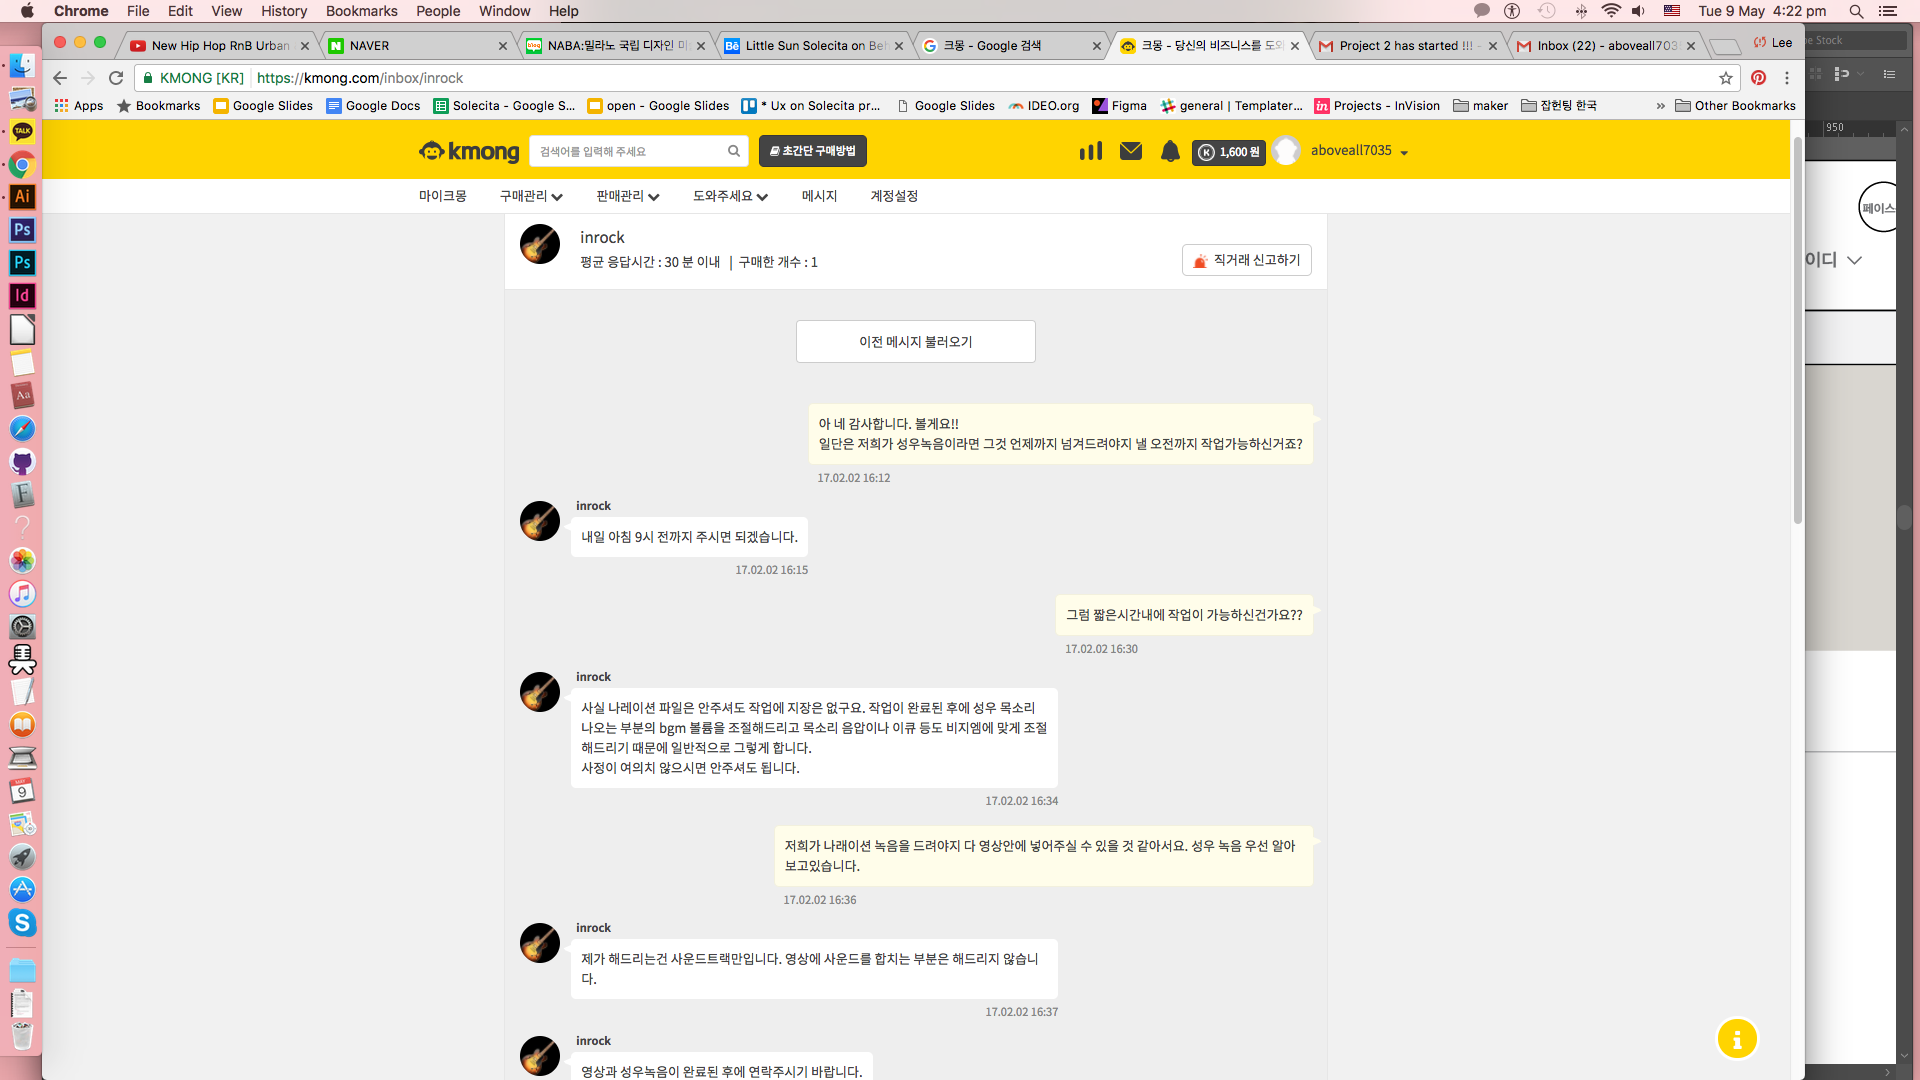 Chrome File Edit View History Bookmarks People Window Help
Tue 9 May 4:22 pm
New Hip Hop RnB Urban
NAVER
NABA:밀라노 국립 디자인
Little Sun Solecita on Beh
크몽 - Google 검색
크몽 - 당신의 비즈니스를 도와
Project 2 has started !!! -
Inbox (22) - aboveall703
Lee
e Stock
KMONG [KR] https://kmong.com/inbox/inrock
Apps Bookmarks Google Slides Google Docs Solecita - Google S... open - Google Slides * Ux on Solecita pr... Google Slides IDEO.org Figma general | Templater... Projects - InVision maker 잡헌팅 한국 » Other Bookmarks
950
kmong
검색어를 입력해 주세요
초간단 구매방법
1,600 원
aboveall7035
마이크몽 구매관리 판매관리 도와주세요 메시지 계정설정
페이스
이디
inrock
평균 응답시간 : 30 분 이내 | 구매한 개수 : 1
직거래 신고하기
이전 메시지 불러오기
아 네 감사합니다. 볼게요!!
일단은 저희가 성우녹음이라면 그것 언제까지 넘겨드려야지 낼 오전까지 작업가능하신거죠?
17.02.02 16:12
inrock
내일 아침 9시 전까지 주시면 되겠습니다.
17.02.02 16:15
그럼 짧은시간내에 작업이 가능하신건가요??
17.02.02 16:30
inrock
사실 나레이션 파일은 안주셔도 작업에 지장은 없구요. 작업이 완료된 후에 성우 목소리
나오는 부분의 bgm 볼륨을 조절해드리고 목소리 음압이나 이큐 등도 비지엠에 맞게 조절
해드리기 때문에 일반적으로 그렇게 합니다.
사정이 여의치 않으시면 안주셔도 됩니다.
17.02.02 16:34
저희가 나래이션 녹음을 드려야지 다 영상안에 넣어주실 수 있을 것 같아서요. 성우 녹음 우선 알아
보고있습니다.
17.02.02 16:36
inrock
제가 해드리는건 사운드트랙만입니다. 영상에 사운드를 합치는 부분은 해드리지 않습니
다.
17.02.02 16:37
inrock
영상과 성우녹음이 완료된 후에 연락주시기 바랍니다.
TALK
Ai
Ps
Ps
Id
Aa
F
9
S